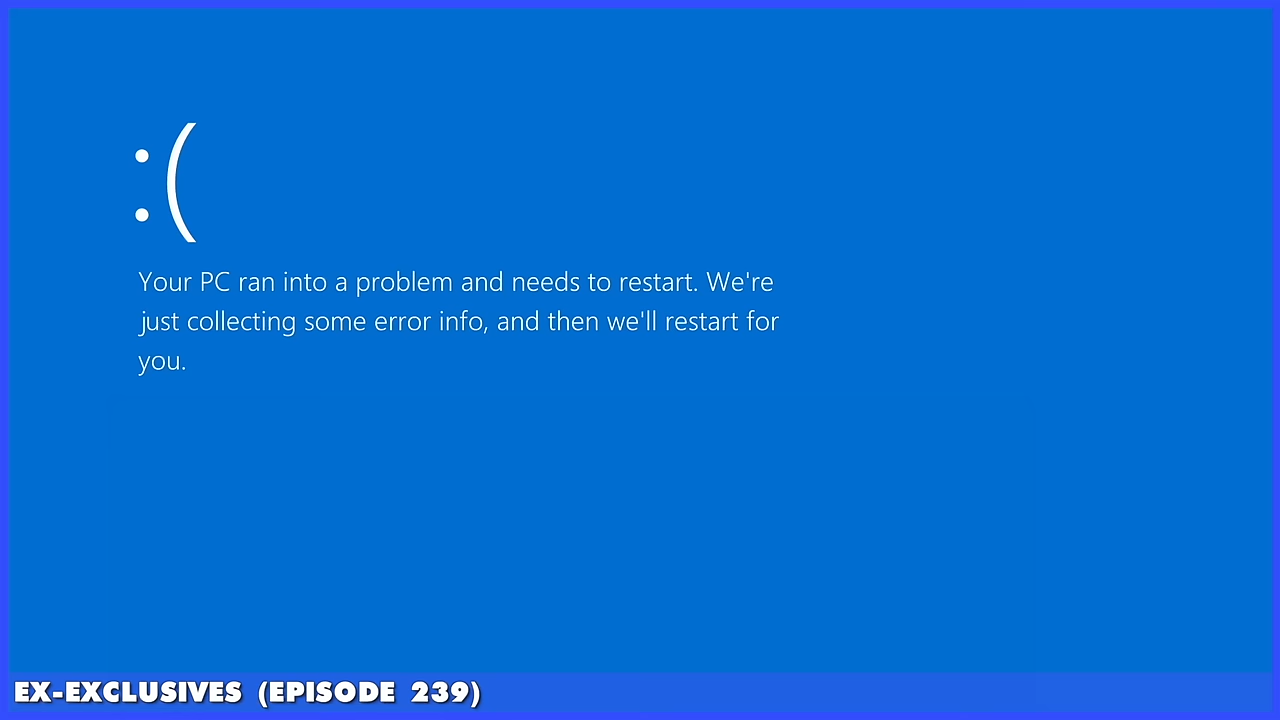 :(
Your PC ran into a problem and needs to restart. We're
just collecting some error info, and then we'll restart for
you.
EX-EXCLUSIVES (EPISODE 239)